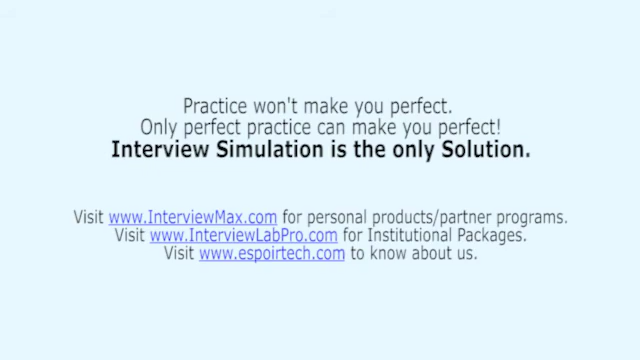 Practice won't make you perfect.
Only perfect practice can make you perfect!
Interview Simulation is the only Solution.
Visit www.InterviewMax.com for personal products/partner programs.
Visit www.InterviewLabPro.com for Institutional Packages.
Visit www.espoirtech.com to know about us.